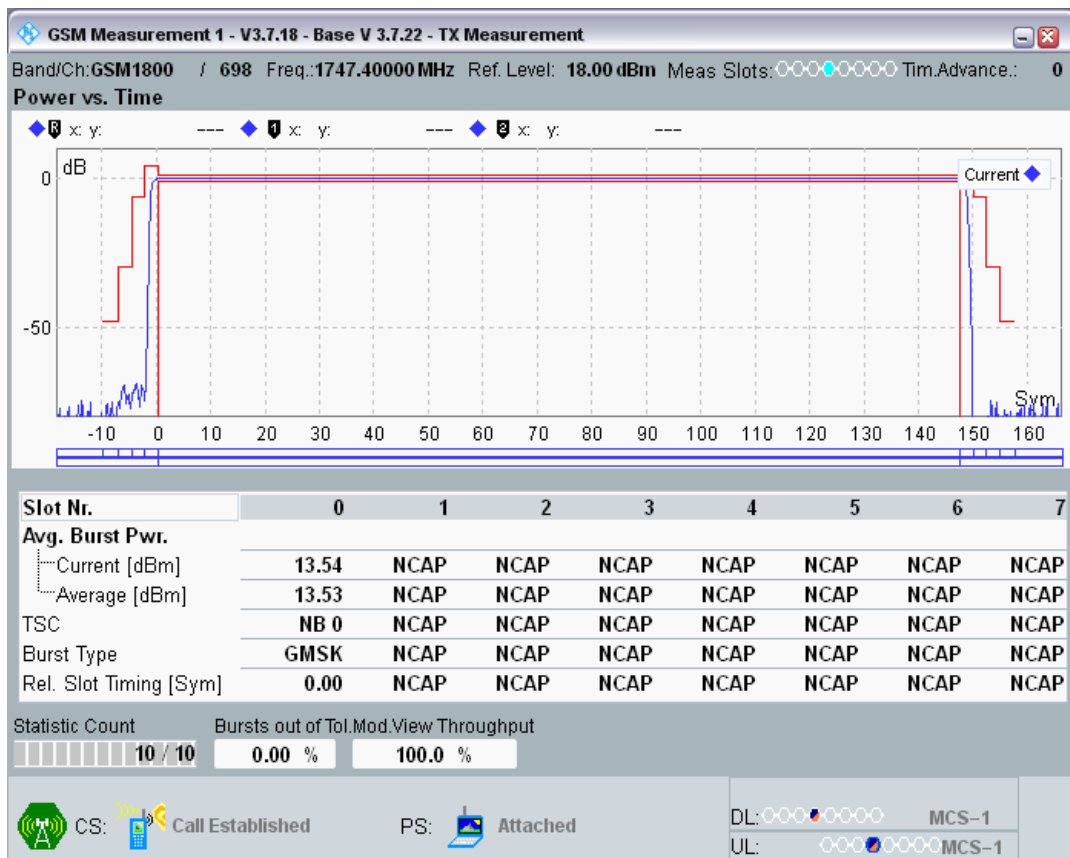 GSM Measurement 1 - V3.7.18 - Base V 3.7.22 - TX Measurement
Band/Ch:GSM1800 / 698 Freq.:1747.40000 MHz Ref. Level: 18.00 dBm Meas Slots: Tim.Advance.: 0
Power vs. Time
R x: y: --- 1 x: y: --- 2 x: y: ---
dB
0
Current
-50
Sym
-10 0 10 20 30 40 50 60 70 80 90 100 110 120 130 140 150 160
Slot Nr. 0 1 2 3 4 5 6 7
Avg. Burst Pwr.
Current [dBm] 13.54 NCAP NCAP NCAP NCAP NCAP NCAP NCAP
Average [dBm] 13.53 NCAP NCAP NCAP NCAP NCAP NCAP NCAP
TSC NB 0 NCAP NCAP NCAP NCAP NCAP NCAP NCAP
Burst Type GMSK NCAP NCAP NCAP NCAP NCAP NCAP NCAP
Rel. Slot Timing [Sym] 0.00 NCAP NCAP NCAP NCAP NCAP NCAP NCAP
Statistic Count Bursts out of Tol.Mod.View Throughput
10 / 10 0.00 % 100.0 %
CS: Call Established PS: Attached
DL: MCS-1
UL: MCS-1